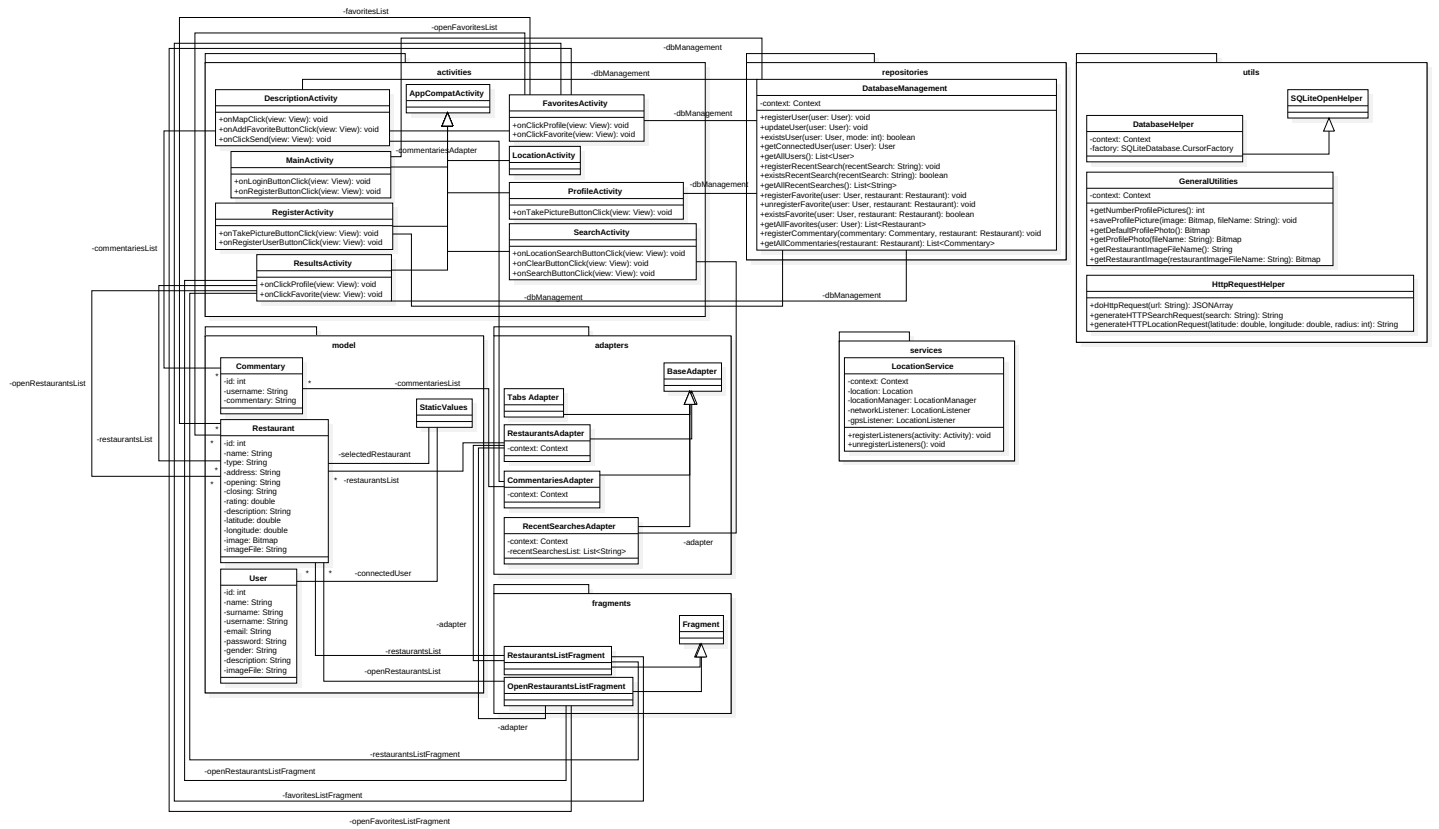 -favoritesList
-openFavoritesList
-dbManagement
activities
-dbManagement
AppCompatActivity
DescriptionActivity
+onMapClick(view: View): void
+onAddFavoriteButtonClick(view: View): void
+onClickSend(view: View): void
FavoritesActivity
+onClickProfile(view: View): void
+onClickFavorite(view: View): void
-dbManagement
-commentariesAdapter
MainActivity
+onLoginButtonClick(view: View): void
+onRegisterButtonClick(view: View): void
LocationActivity
ProfileActivity
+onTakePictureButtonClick(view: View): void
-dbManagement
RegisterActivity
+onTakePictureButtonClick(view: View): void
+onRegisterUserButtonClick(view: View): void
SearchActivity
+onLocationSearchButtonClick(view: View): void
+onClearButtonClick(view: View): void
+onSearchButtonClick(view: View): void
-commentariesList
ResultsActivity
+onClickProfile(view: View): void
+onClickFavorite(view: View): void
-dbManagement
-dbManagement
repositories
DatabaseManagement
-context: Context
+registerUser(user: User): void
+updateUser(user: User): void
+existsUser(user: User, mode: int): boolean
+getConnectedUser(user: User): User
+getAllUsers(): List<User>
+registerRecentSearch(recentSearch: String): void
+existsRecentSearch(recentSearch: String): boolean
+getAllRecentSearches(): List<String>
+registerFavorite(user: User, restaurant: Restaurant): void
+unregisterFavorite(user: User, restaurant: Restaurant): void
+existsFavorite(user: User, restaurant: Restaurant): boolean
+getAllFavorites(user: User): List<Restaurant>
+registerCommentary(commentary: Commentary, restaurant: Restaurant): void
+getAllCommentaries(restaurant: Restaurant): List<Commentary>
utils
SQLiteOpenHelper
DatabaseHelper
-context: Context
-factory: SQLiteDatabase.CursorFactory
GeneralUtilities
-context: Context
+getNumberProfilePictures(): int
+saveProfilePicture(image: Bitmap, fileName: String): void
+getDefaultProfilePhoto(): Bitmap
+getProfilePhoto(fileName: String): Bitmap
+getRestaurantImageFileName(): String
+getRestaurantImage(restaurantImageFileName: String): Bitmap
HttpRequestHelper
+doHttpRequest(url: String): JSONArray
+generateHTTPSearchRequest(search: String): String
+generateHTTPLocationRequest(latitude: double, longitude: double, radius: int): String
model
Commentary
-id: int
-username: String
-commentary: String
*
*
-commentariesList
-openRestaurantsList
StaticValues
Restaurant
-id: int
-name: String
-type: String
-address: String
-opening: String
-closing: String
-rating: double
-description: String
-latitude: double
-longitude: double
-image: Bitmap
-imageFile: String
*
*
*
*
-restaurantsList
-selectedRestaurant
* -restaurantsList
User
-id: int
-name: String
-surname: String
-username: String
-email: String
-password: String
-gender: String
-description: String
-imageFile: String
* *
-connectedUser
adapters
BaseAdapter
Tabs Adapter
RestaurantsAdapter
-context: Context
CommentariesAdapter
-context: Context
RecentSearchesAdapter
-context: Context
-recentSearchesList: List<String>
-adapter
services
LocationService
-context: Context
-location: Location
-locationManager: LocationManager
-networkListener: LocationListener
-gpsListener: LocationListener
+registerListeners(activity: Activity): void
+unregisterListeners(): void
fragments
Fragment
-adapter
-restaurantsList
RestaurantsListFragment
-openRestaurantsList
OpenRestaurantsListFragment
-adapter
-restaurantsListFragment
-openRestaurantsListFragment
-favoritesListFragment
-openFavoritesListFragment